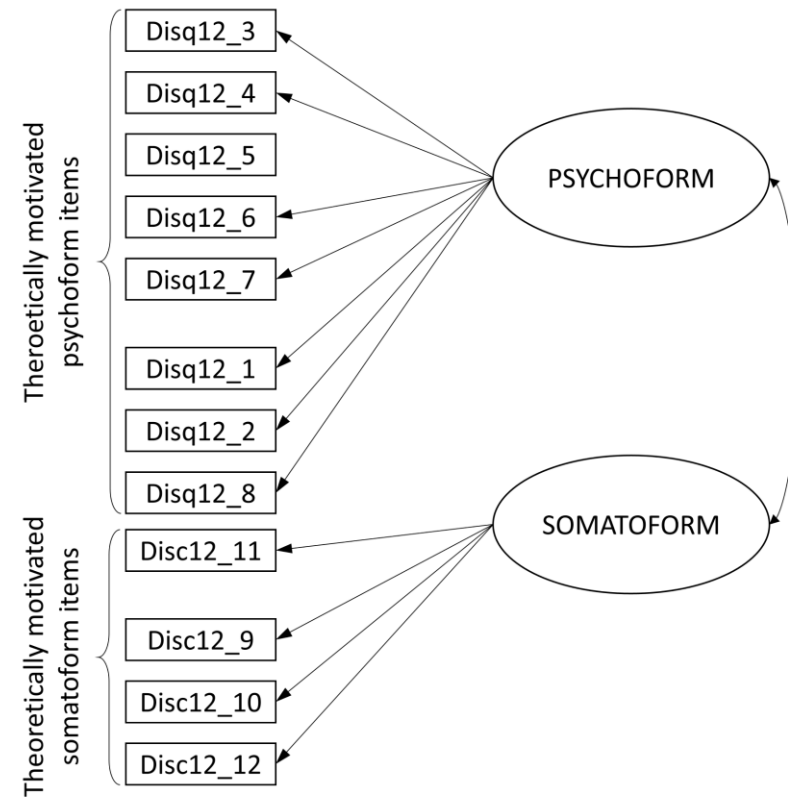 Theroetically motivated
psychoform items
Disq12_3
Disq12_4
Disq12_5
Disq12_6
Disq12_7
Disq12_1
Disq12_2
Disq12_8
PSYCHOFORM
Theoretically motivated
somatoform items
Disc12_11
Disc12_9
Disc12_10
Disc12_12
SOMATOFORM